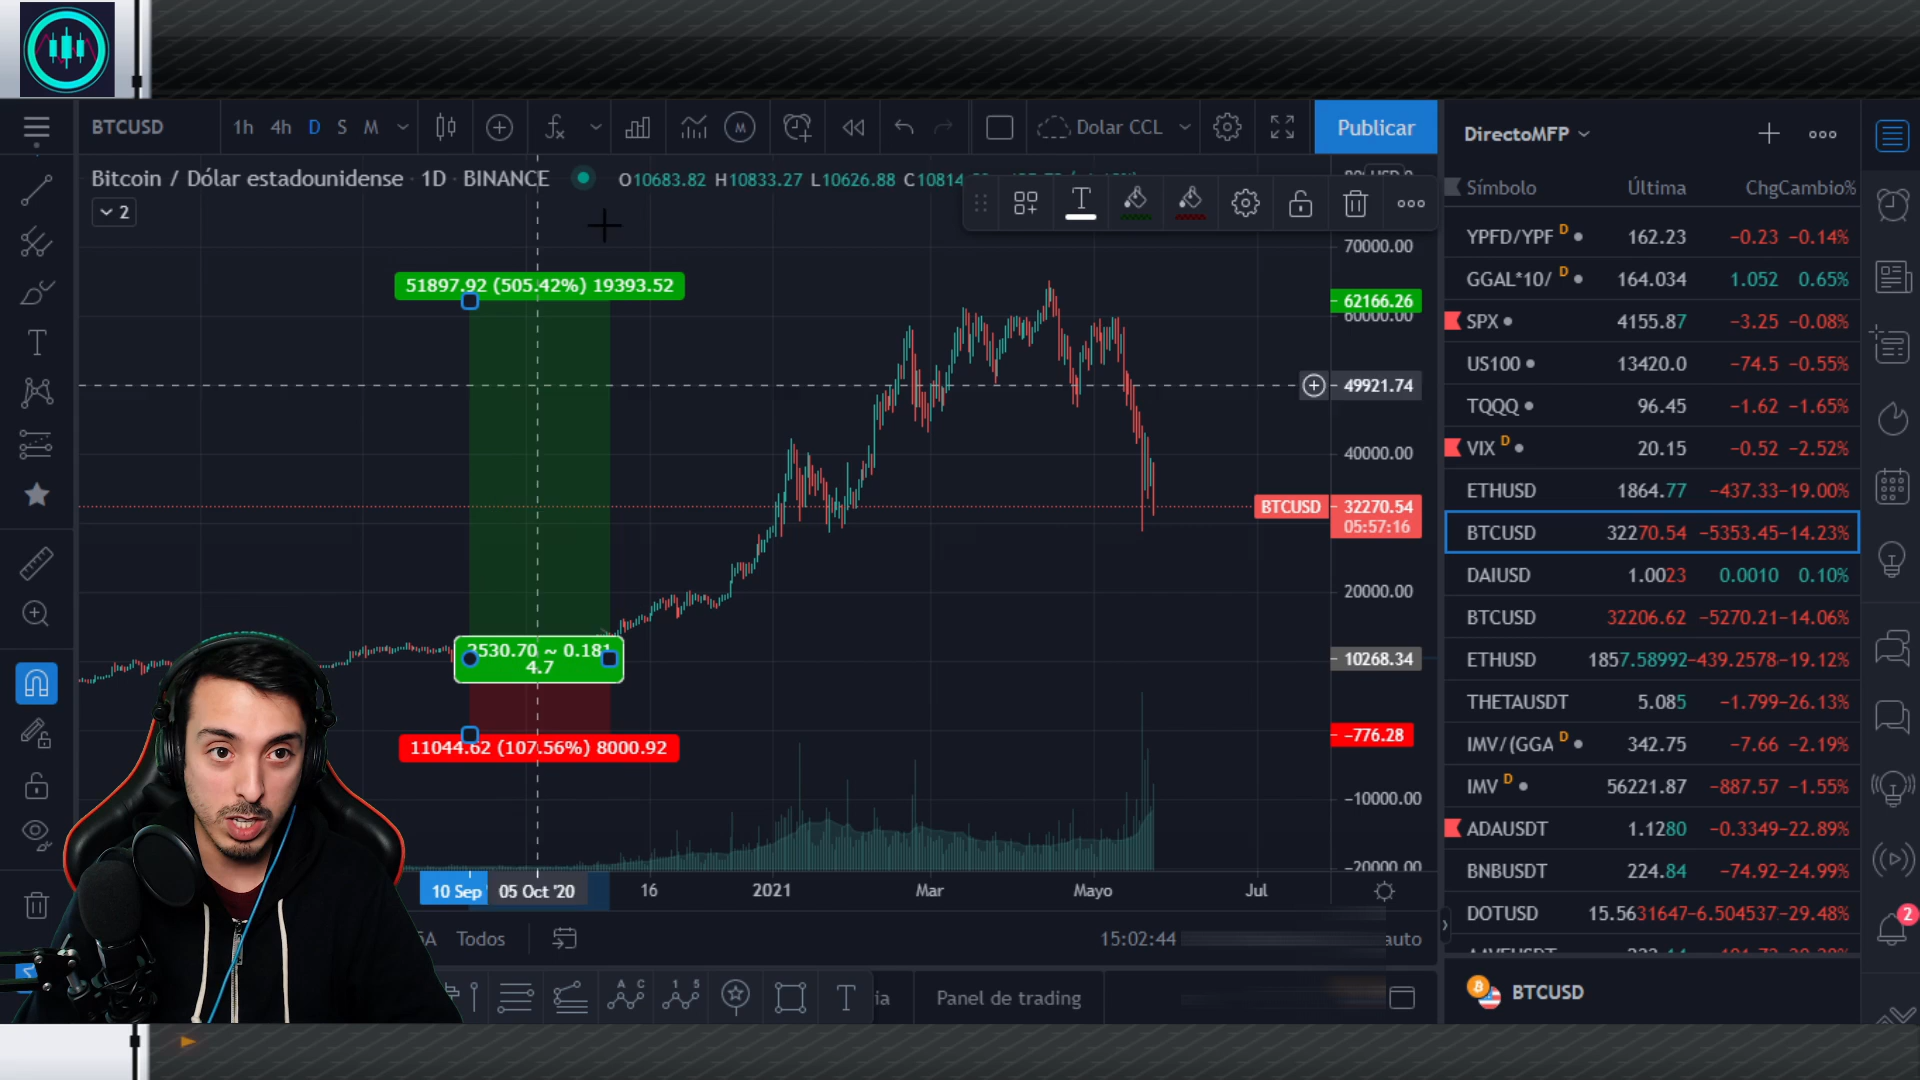 BTCUSD
1h 4h D S M
M
Dolar CCL
Publicar
Bitcoin / Dólar estadounidense · 1D · BINANCE O10683.82 H10833.27 L10626.88 C10814
2
51897.92 (505.42%) 19393.52
4.7
11044.62 (107.56%) 8000.92
70000.00
62166.26
60000.00
49921.74
40000.00
BTCUSD 32270.54
05:57:16
20000.00
10268.34
-776.28
-10000.00
-20000.00
10 Sep 05 Oct '20 16 2021 Mar Mayo Jul
Todos 15:02:44 auto
Panel de trading
DirectoMFP
Símbolo Última Chg Cambio%
YPFD/YPF D 162.23 -0.23 -0.14%
GGAL*10/ D 164.034 1.052 0.65%
SPX 4155.87 -3.25 -0.08%
US100 13420.0 -74.5 -0.55%
TQQQ 96.45 -1.62 -1.65%
VIX D 20.15 -0.52 -2.52%
ETHUSD 1864.77 -437.33 -19.00%
BTCUSD 32270.54 -5353.45 -14.23%
DAIUSD 1.0023 0.0010 0.10%
BTCUSD 32206.62 -5270.21 -14.06%
ETHUSD 1857.58992 -439.2578 -19.12%
THETAUSDT 5.085 -1.799 -26.13%
IMV/(GGA D 342.75 -7.66 -2.19%
IMV D 56221.87 -887.57 -1.55%
ADAUSDT 1.1280 -0.3349 -22.89%
BNBUSDT 224.84 -74.92 -24.99%
DOTUSD 15.5631647 -6.504537 -29.48%
2
BTCUSD